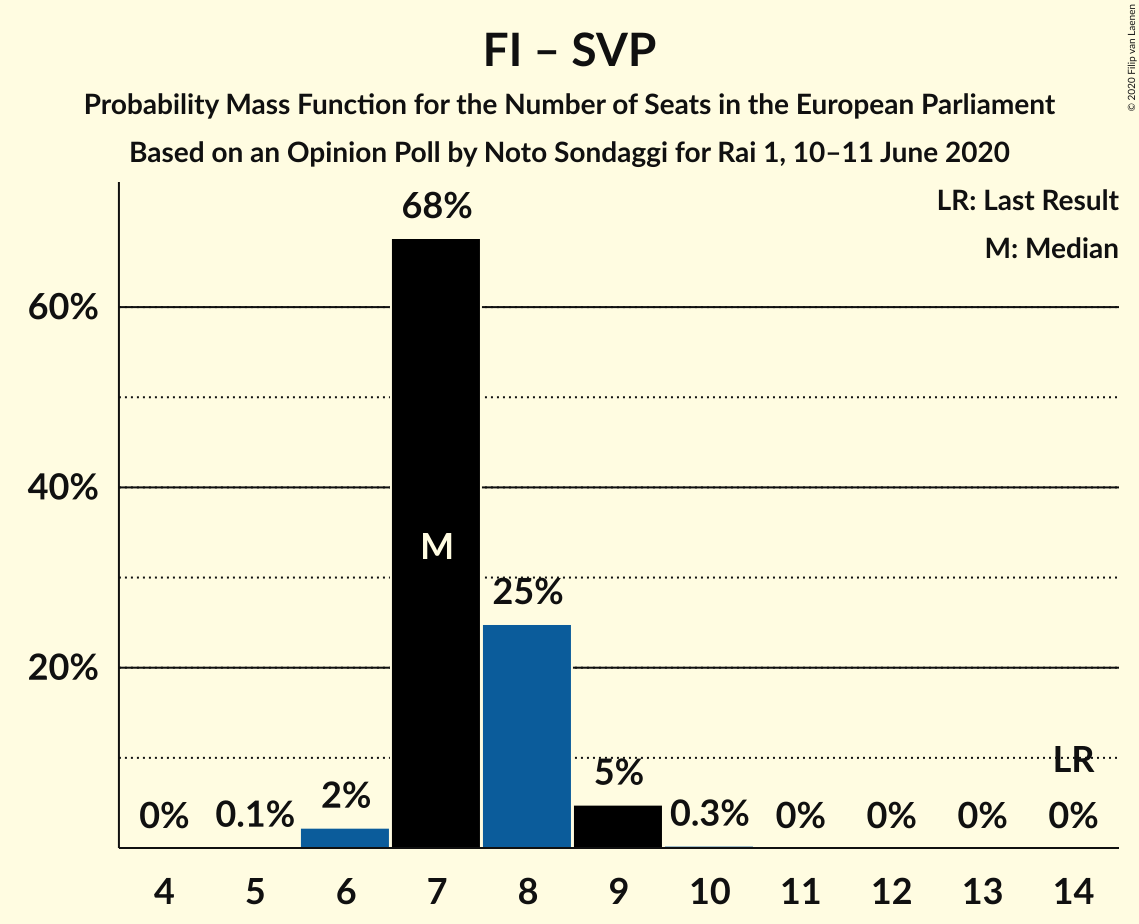 FI – SVP
Probability Mass Function for the Number of Seats in the European Parliament
Based on an Opinion Poll by Noto Sondaggi for Rai 1, 10–11 June 2020
© 2020 Filip van Laenen
LR: Last Result
M: Median
68%
60%
40%
M
25%
20%
LR
5%
2%
0% 0.1% 0.3% 0% 0% 0% 0%
4 5 6 7 8 9 10 11 12 13 14